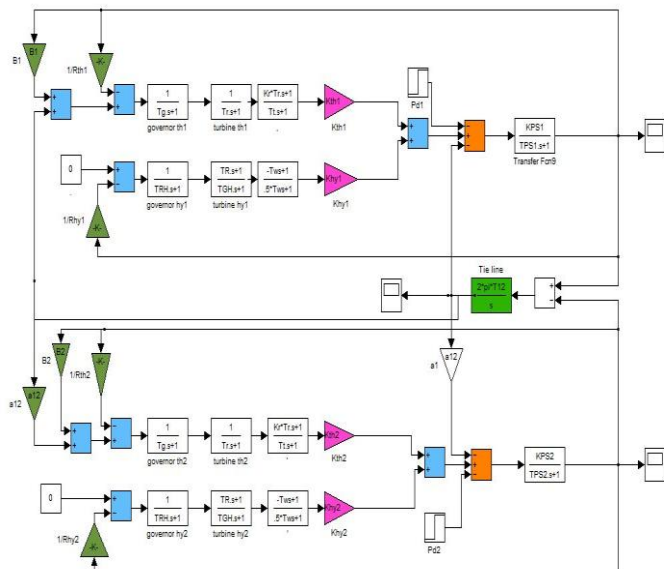 B1
B1
-K-
1/Rth1
1
Tg.s+1
governor th1
1
Tr.s+1
turbine th1
Kr*Tr.s+1
Tt.s+1
Kth1
Kth1
Pd1
KPS1
TPS1.s+1
Transfer Fcn9
0
1
TRH.s+1
governor hy1
TR.s+1
TGH.s+1
turbine hy1
-Tws+1
.5*Tws+1
Khy1
Khy1
-K-
1/Rhy1
Tie line
2*pi*T12
s
B2
B2
-K-
1/Rth2
a12
a12
a12
a1
1
Tg.s+1
governor th2
1
Tr.s+1
turbine th2
Kr*Tr.s+1
Tt.s+1
Kth2
Kth2
KPS2
TPS2.s+1
0
1
TRH.s+1
governor hy2
TR.s+1
TGH.s+1
turbine hy2
-Tws+1
.5*Tws+1
Khy2
Khy2
Pd2
-K-
1/Rhy2